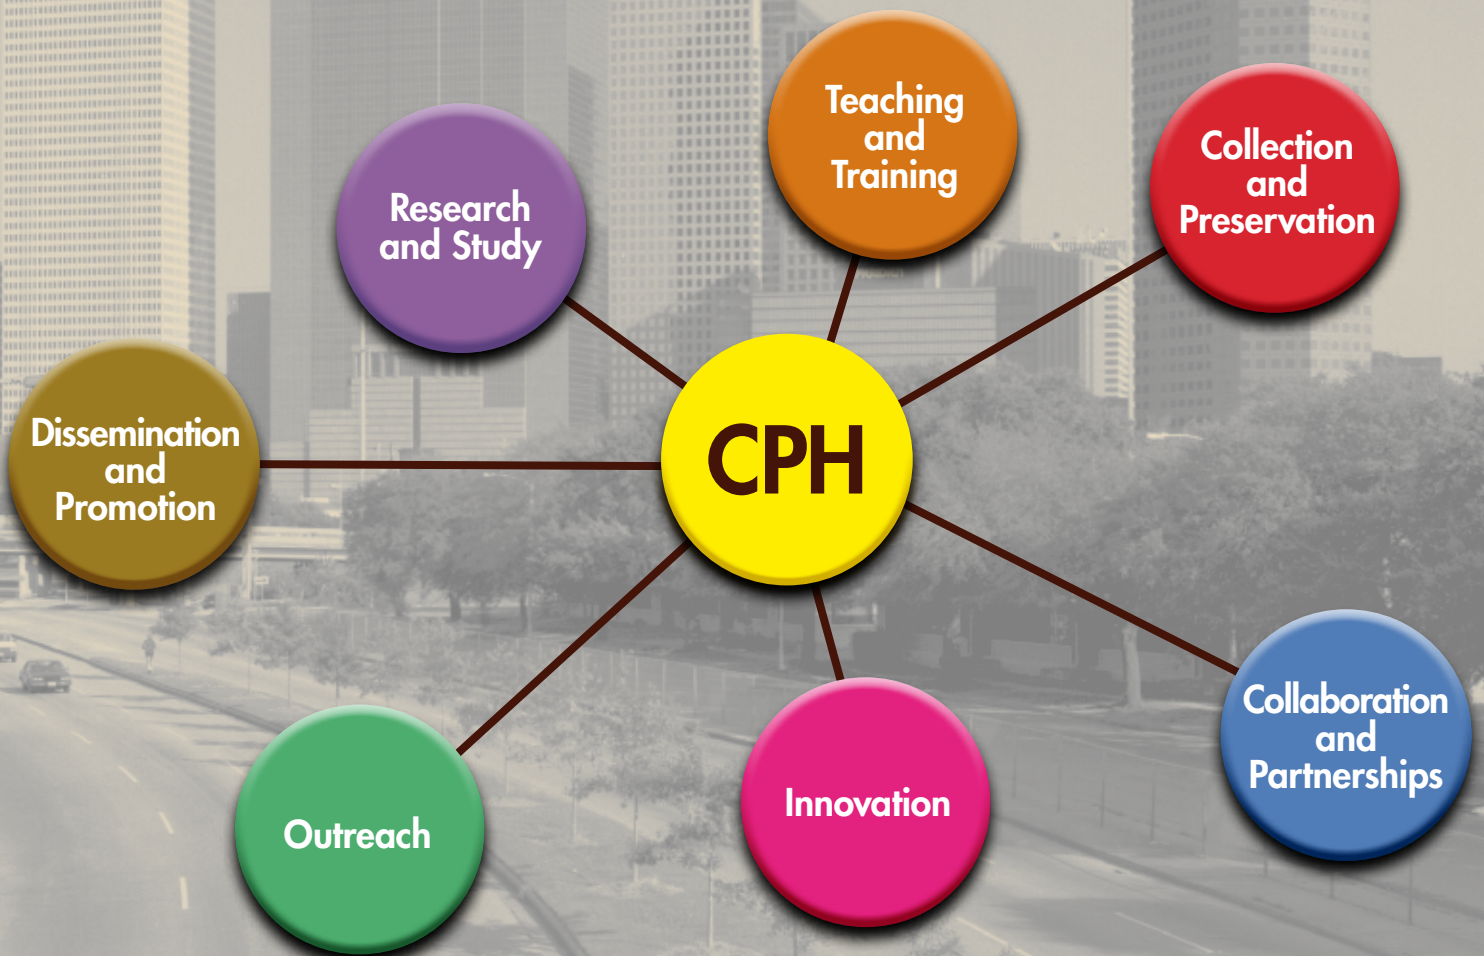 Teaching
and
Training
Collection
and
Preservation
Research
and Study
Dissemination
and
Promotion
CPH
Collaboration
and
Partnerships
Innovation
Outreach